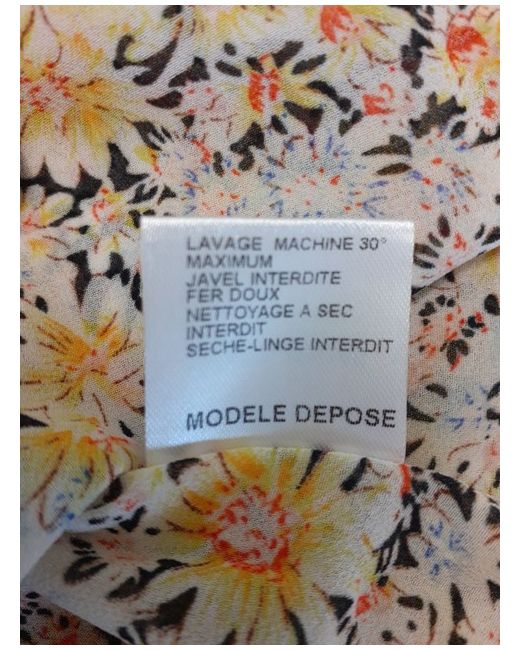 LAVAGE MACHINE 30°
MAXIMUM
JAVEL INTERDITE
FER DOUX
NETTOYAGE A SEC
INTERDIT
SECHE-LINGE INTERDIT
MODELE DEPOSE